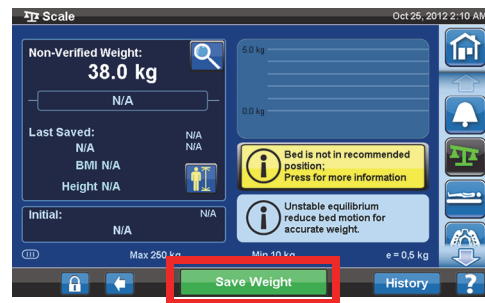 Scale
Oct 25, 2012 2:10 AM
Non-Verified Weight:
38.0 kg
N/A
Last Saved:
N/A
N/A
N/A
BMI N/A
Height N/A
Initial:
N/A
N/A
5.0 kg
0.0 kg
Bed is not in recommended
position;
Press for more information
Unstable equilibrium
reduce bed motion for
accurate weight.
III
Max 250 kg
Min 10 kg
e = 0,5 kg
Save Weight
History
?